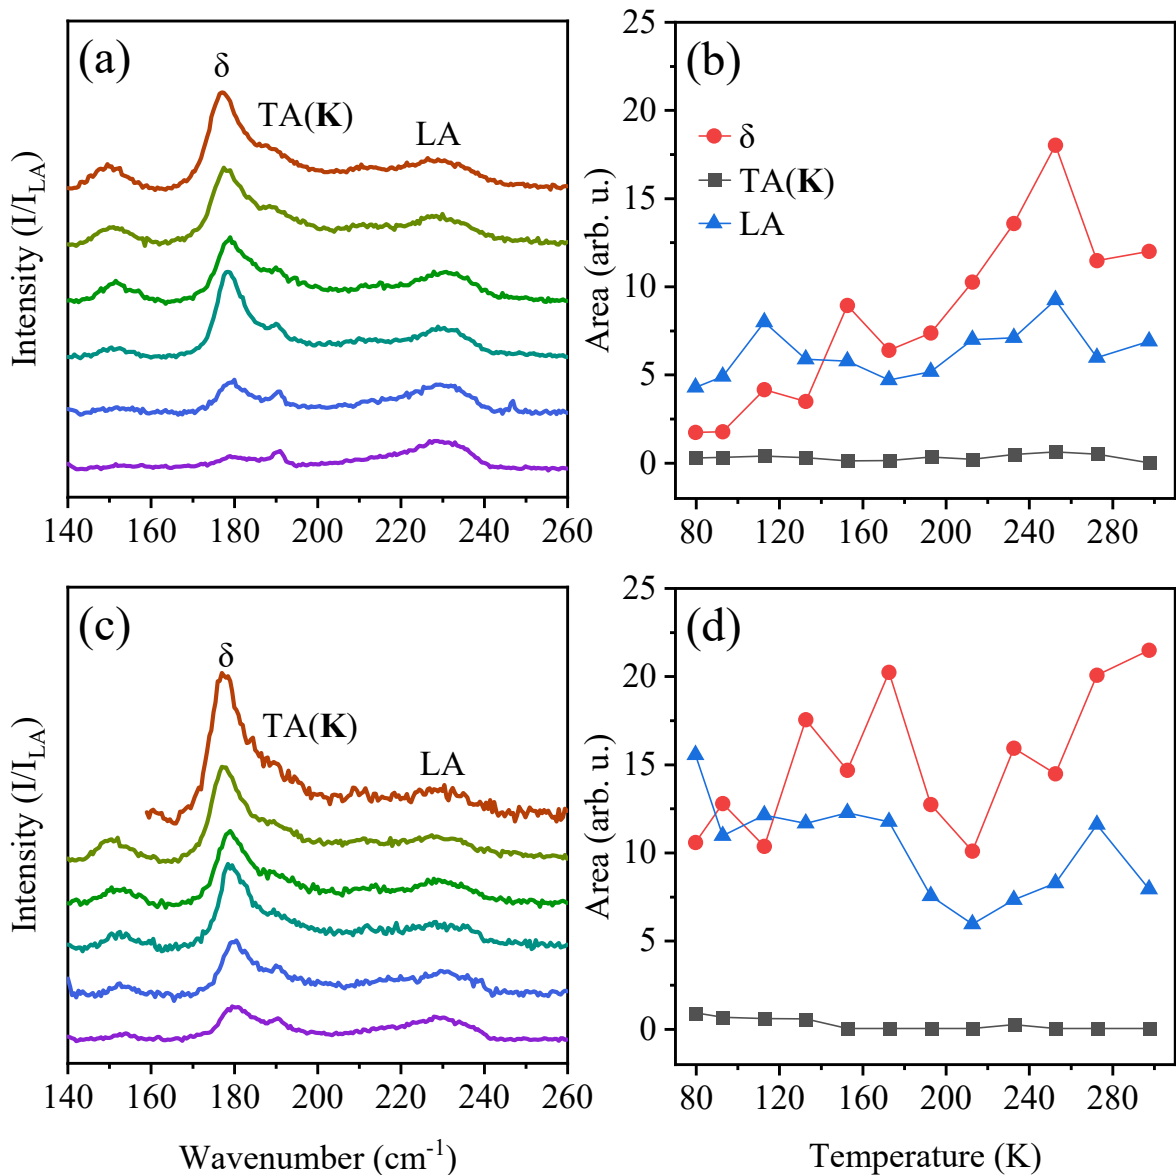 (a)
δ
TA(K)
LA
Intensity (I/I_LA)
140 160 180 200 220 240 260
(b)
δ
TA(K)
LA
Area (arb. u.)
25
20
15
10
5
0
80 120 160 200 240 280
(c)
δ
TA(K)
LA
Intensity (I/I_LA)
140 160 180 200 220 240 260
Wavenumber (cm⁻¹)
(d)
Area (arb. u.)
25
20
15
10
5
0
80 120 160 200 240 280
Temperature (K)